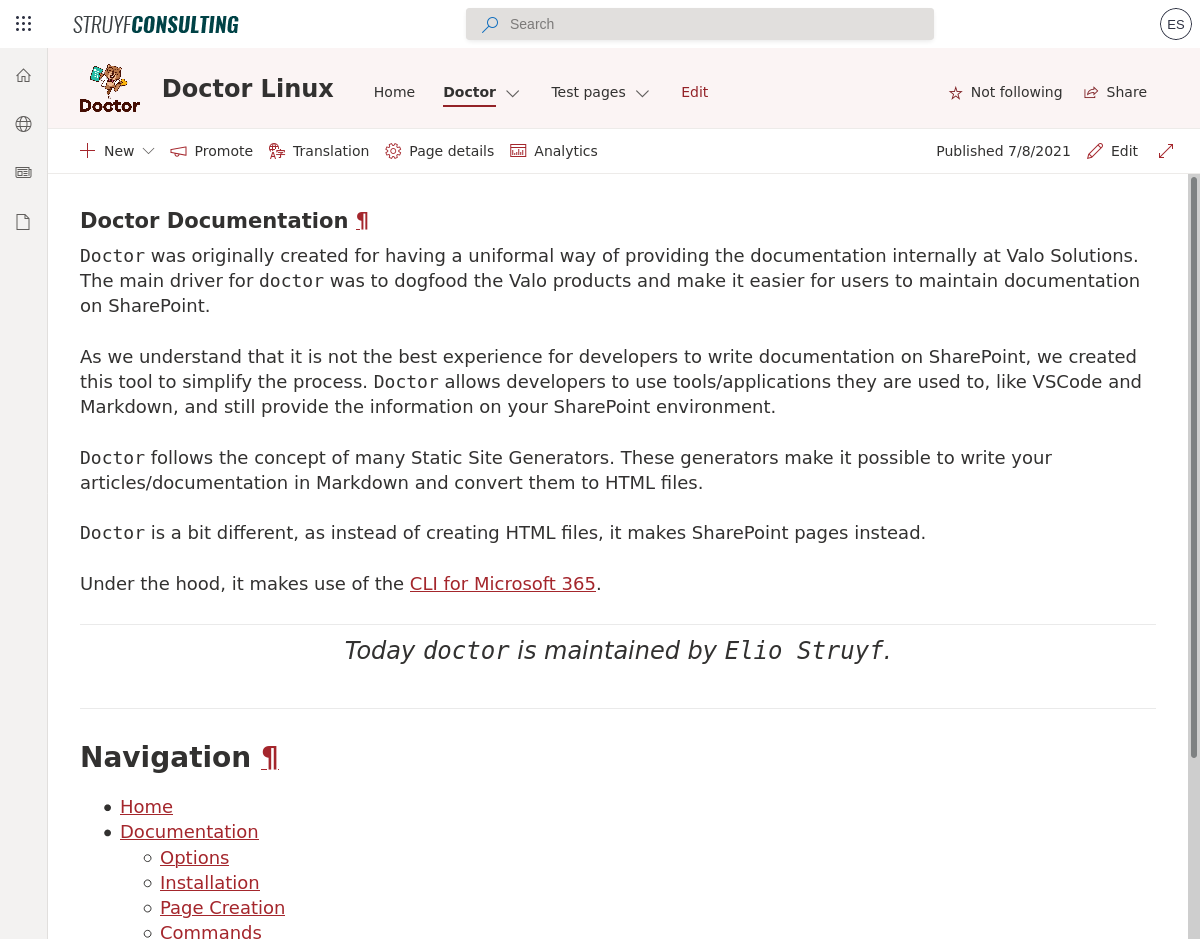 STRUYFCONSULTING
Search
ES
Doctor
Doctor Linux
Home
Doctor
Test pages
Edit
Not following
Share
New
Promote
Translation
Page details
Analytics
Published 7/8/2021
Edit
Doctor Documentation ¶
Doctor was originally created for having a uniformal way of providing the documentation internally at Valo Solutions.
The main driver for doctor was to dogfood the Valo products and make it easier for users to maintain documentation
on SharePoint.
As we understand that it is not the best experience for developers to write documentation on SharePoint, we created
this tool to simplify the process. Doctor allows developers to use tools/applications they are used to, like VSCode and
Markdown, and still provide the information on your SharePoint environment.
Doctor follows the concept of many Static Site Generators. These generators make it possible to write your
articles/documentation in Markdown and convert them to HTML files.
Doctor is a bit different, as instead of creating HTML files, it makes SharePoint pages instead.
Under the hood, it makes use of the CLI for Microsoft 365.
Today doctor is maintained by Elio Struyf.
Navigation ¶
Home
Documentation
Options
Installation
Page Creation
Commands